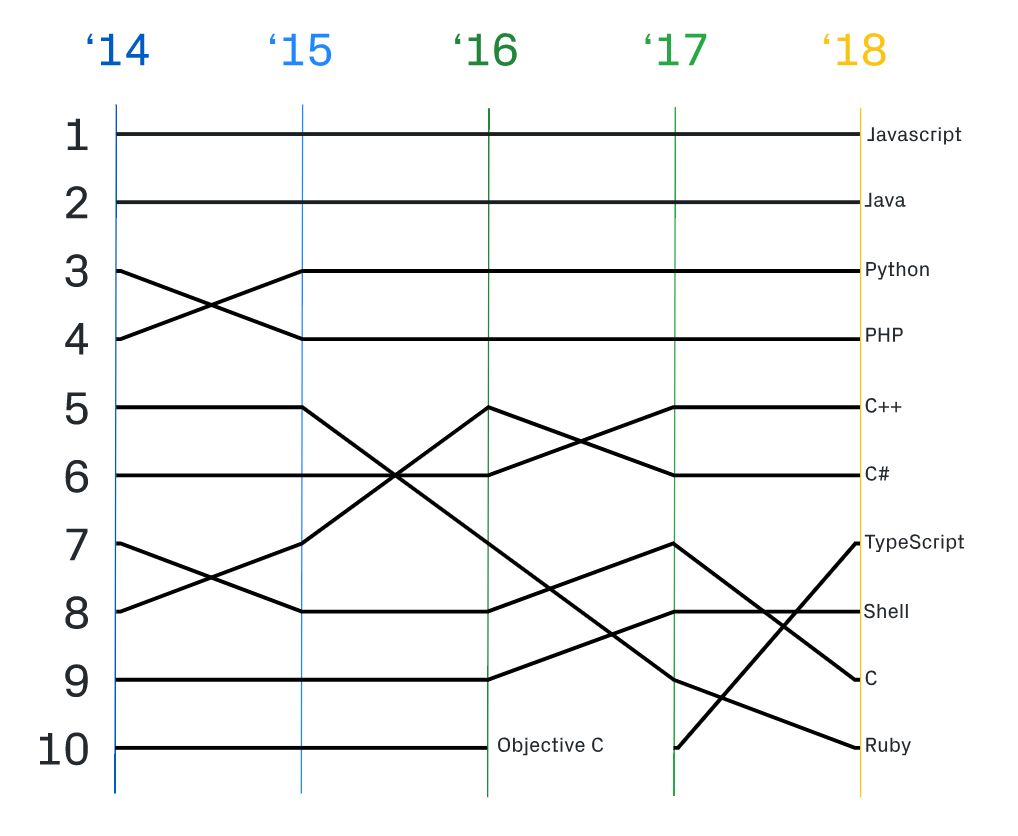 ‘14 ‘15 ‘16 ‘17 ‘18
1 Javascript
2 Java
3 Python
4 PHP
5 C++
6 C#
7 TypeScript
8 Shell
9 C
10 Objective C Ruby